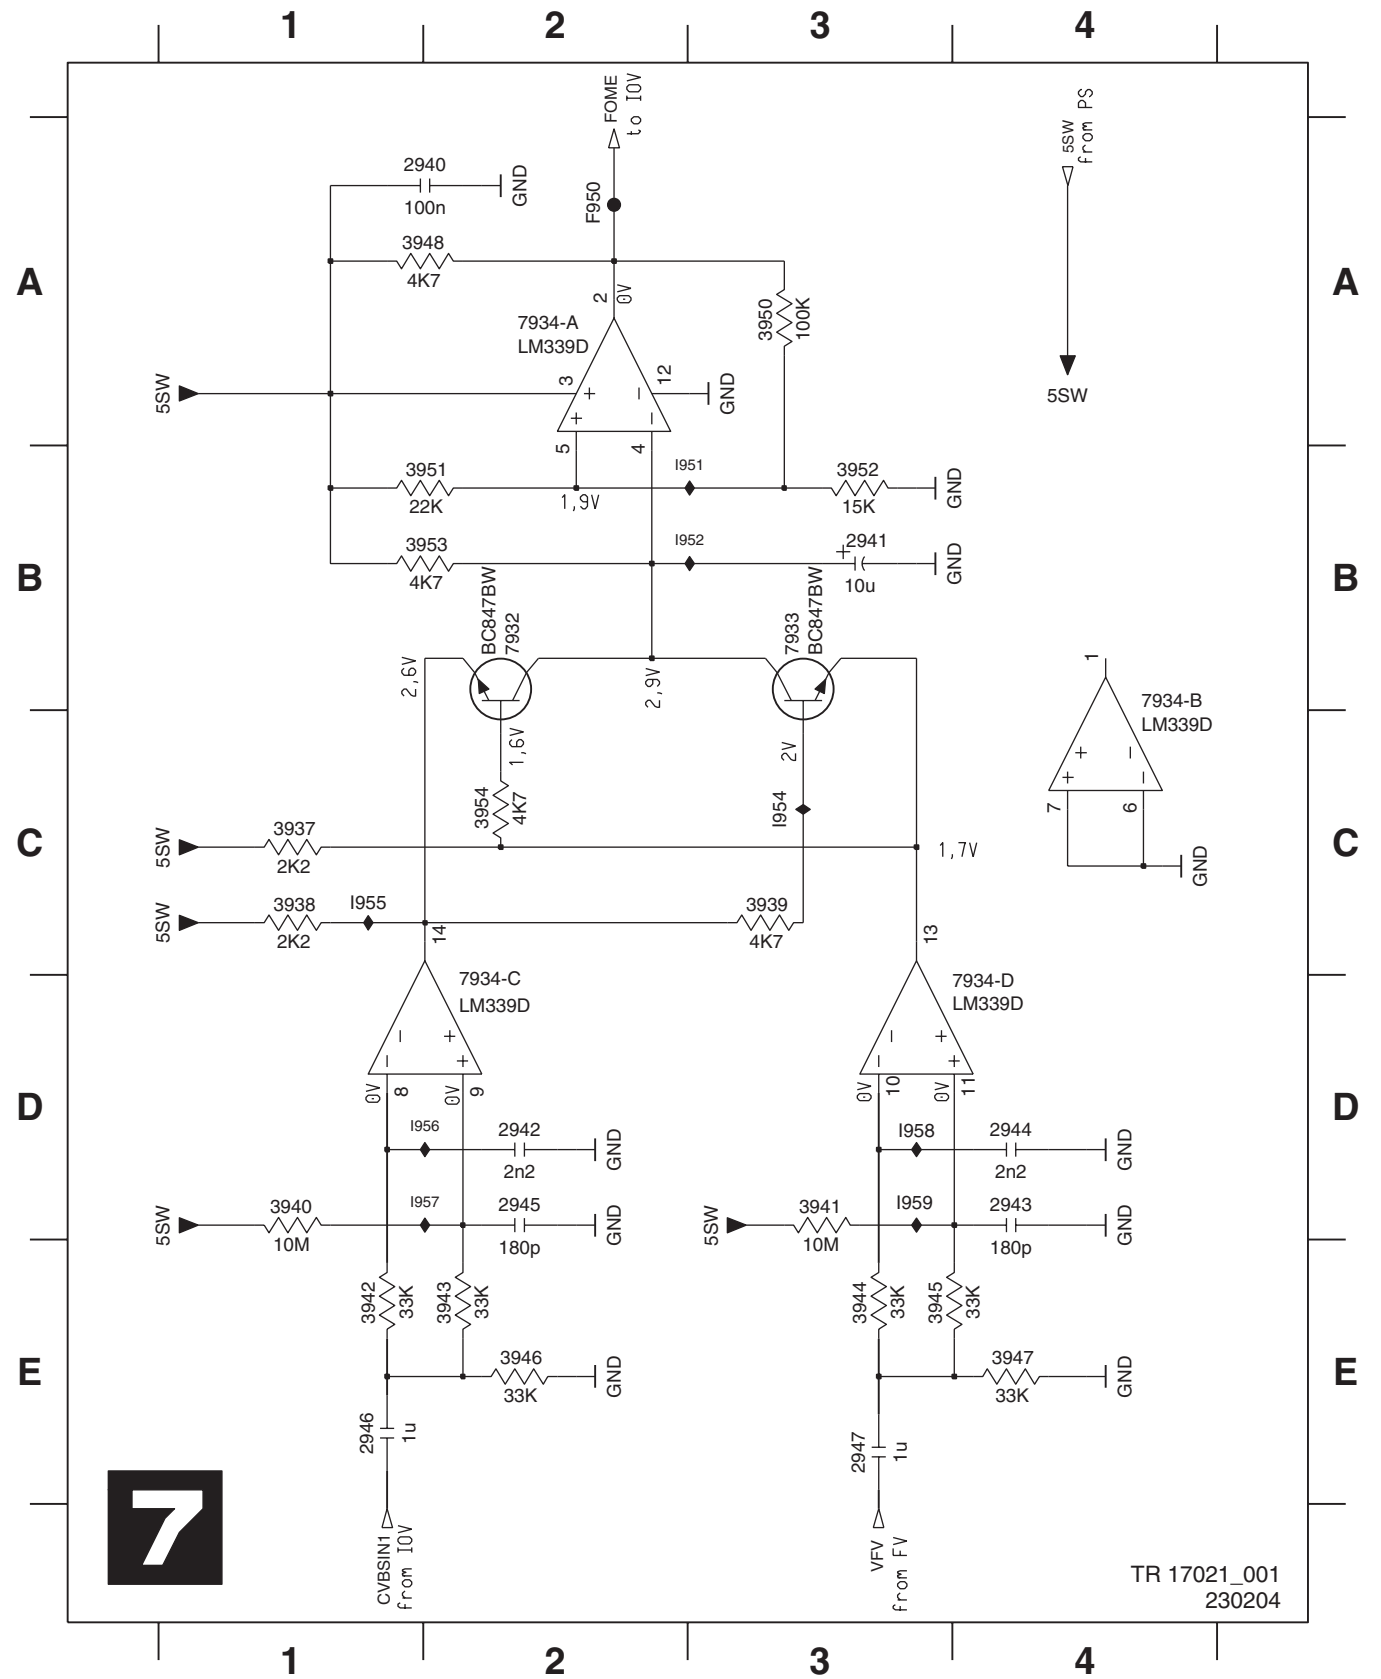 1
2
3
4
FOME
to IOV
5SW
from PS
2940
100n
GND
F950
A
3948
4K7
A
2
0V
3950
100K
7934-A
LM339D
3
+
−
12
GND
5SW
5SW
+
−
5
4
3951
22K
1,9V
I951
3952
15K
GND
3953
4K7
I952
+
2941
10u
GND
B
B
BC847BW
7932
7933
BC847BW
2,6V
2,9V
1
7934-B
LM339D
1,6V
2V
+
−
+
−
3954
4K7
I954
7
6
C
5SW
3937
2K2
1,7V
GND
C
5SW
3938
2K2
I955
14
3939
4K7
13
7934-C
LM339D
7934-D
LM339D
−
+
−
+
−
+
−
+
0V
8
0V
9
0V
10
0V
11
D
D
I956
2942
2n2
GND
I958
2944
2n2
GND
5SW
3940
10M
I957
2945
180p
GND
5SW
3941
10M
I959
2943
180p
GND
3942
33K
3943
33K
3944
33K
3945
33K
E
3946
33K
GND
3947
33K
GND
E
2946
1u
2947
1u
7
CVBSIN1
from IOV
VFV
from FV
TR 17021_001
230204
1
2
3
4